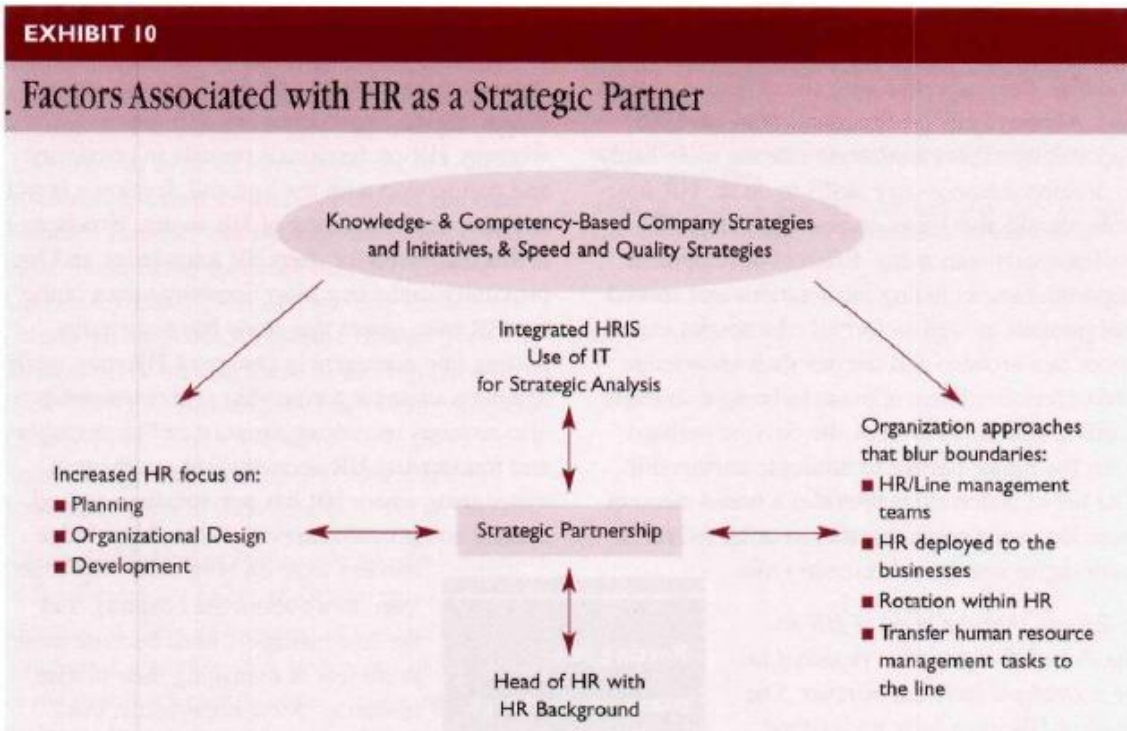 EXHIBIT 10
Factors Associated with HR as a Strategic Partner
Knowledge- & Competency-Based Company Strategies
and Initiatives, & Speed and Quality Strategies
Integrated HRIS
Use of IT
for Strategic Analysis
Increased HR focus on:
■ Planning
■ Organizational Design
■ Development
Strategic Partnership
Organization approaches
that blur boundaries:
■ HR/Line management
teams
■ HR deployed to the
businesses
■ Rotation within HR
■ Transfer human resource
management tasks to
the line
Head of HR with
HR Background